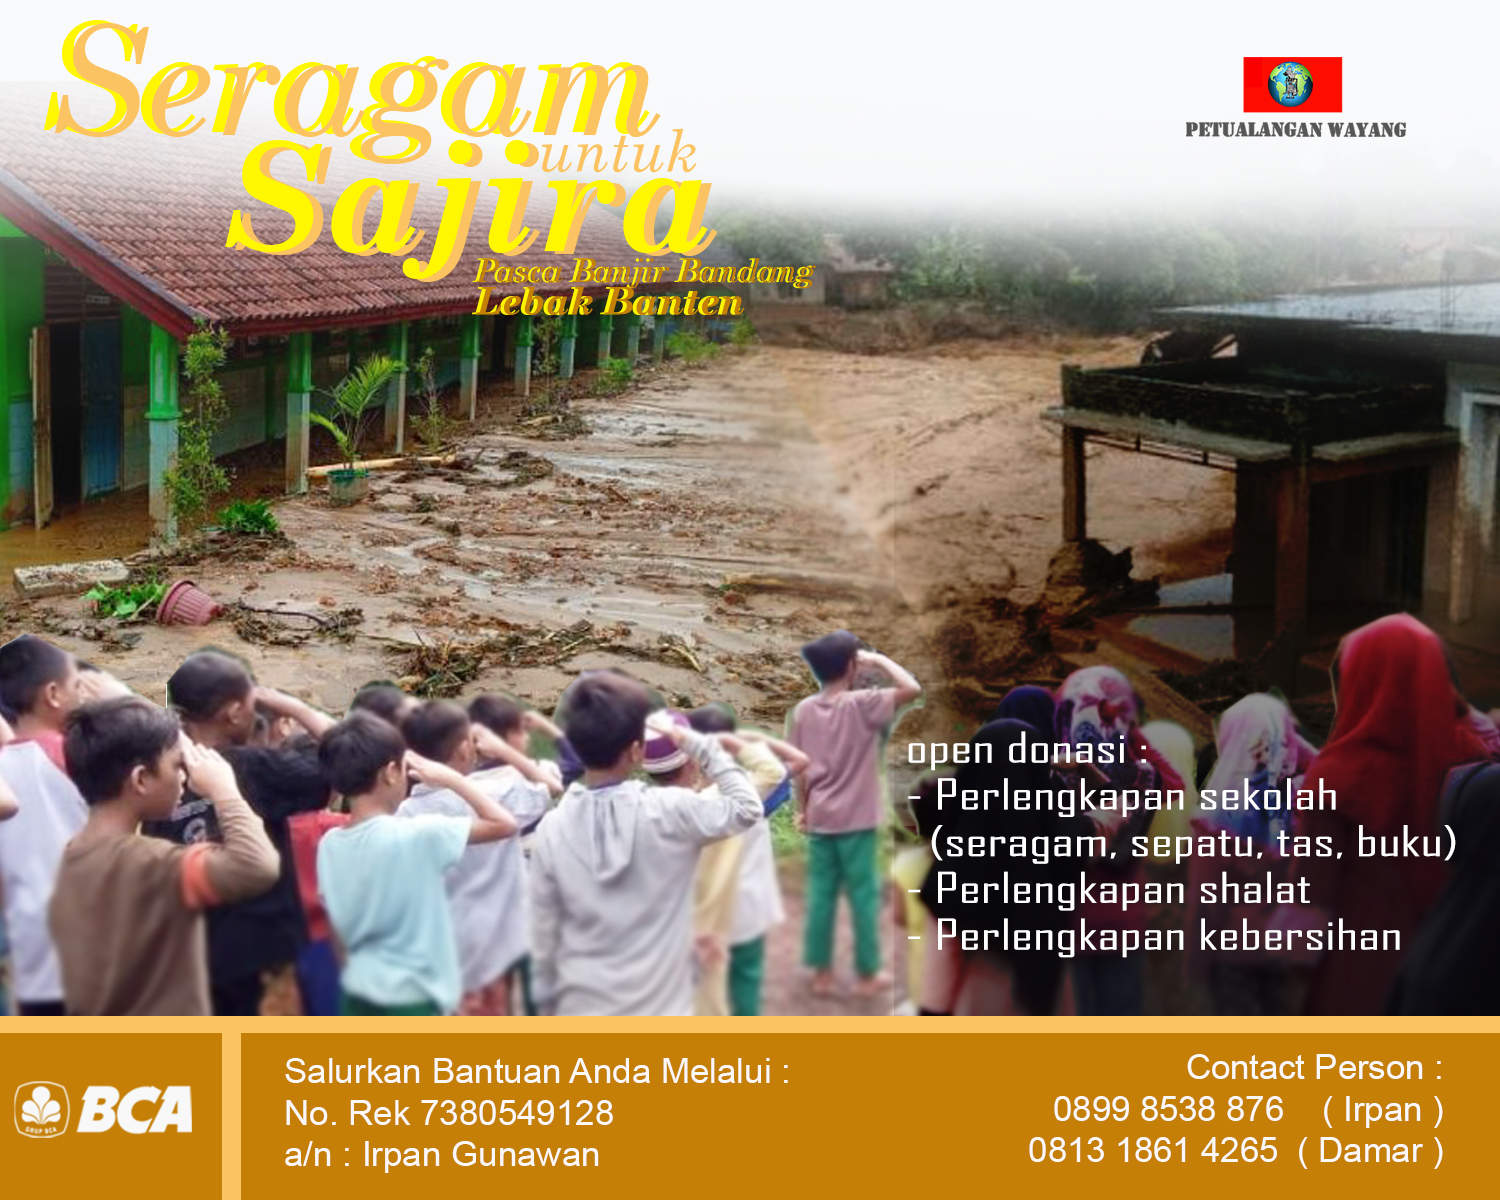 Seragam
untuk
Sajira
Pasca Banjir Bandang
Lebak Banten
PETUALANGAN WAYANG
open donasi :
- Perlengkapan sekolah
(seragam, sepatu, tas, buku)
- Perlengkapan shalat
- Perlengkapan kebersihan
GRUP BCA
BCA
Salurkan Bantuan Anda Melalui :
No. Rek 7380549128
a/n : Irpan Gunawan
Contact Person :
0899 8538 876 ( Irpan )
0813 1861 4265 ( Damar )